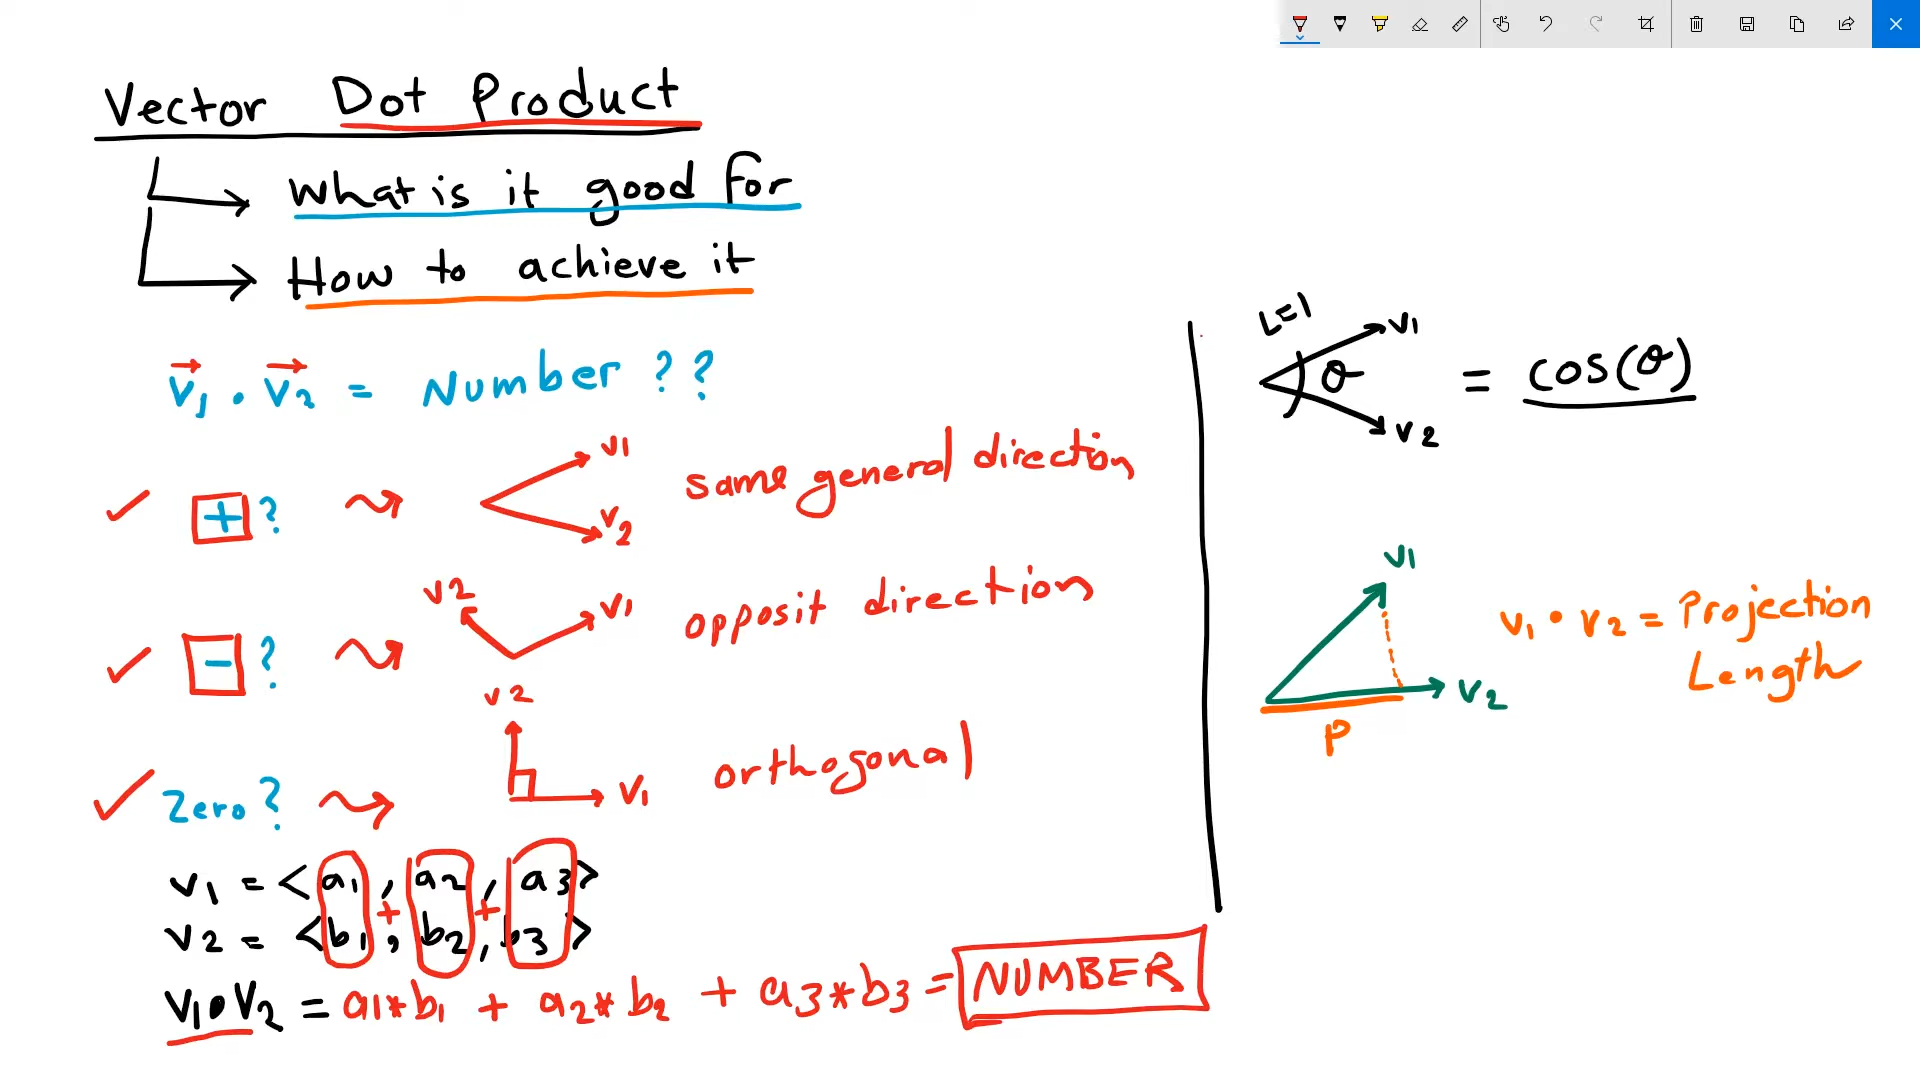 Vector Dot Product
What is it good for
How to achieve it
v1 . v2 = Number ??
+ ?
v1
v2
same general direction
- ?
v2
v1
opposit direction
Zero?
v2
v1
orthogonal
v1 = <a1, a2, a3>
+ +
v2 = <b1, b2, b3>
V1•V2 = a1*b1 + a2*b2 + a3*b3 = NUMBER
L=1
v1
θ
v2
= cos(θ)
v1
v2
P
v1 • v2 = Projection
Length